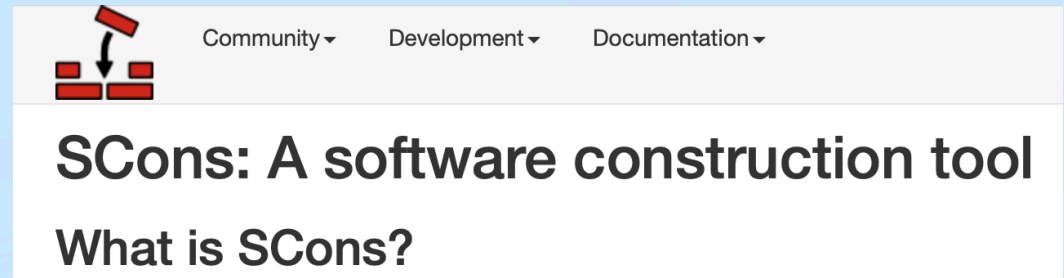 Community Development Documentation
SCons: A software construction tool
What is SCons?